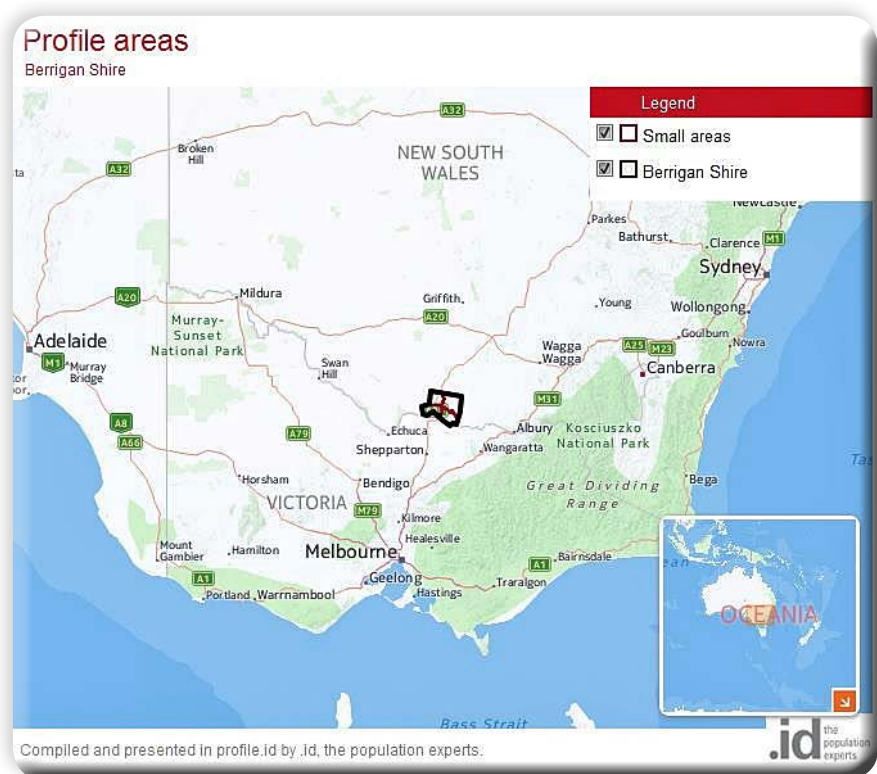 Profile areas
Berrigan Shire
Legend
Small areas
Berrigan Shire
A32
Broken
Hill
NEW SOUTH
WALES
A32
Newcastle
Parkes
Bathurst
Clarence
M1
Sydney
A20
Mildura
Griffith
Young
Wollongong
A20
Murray-
Sunset
National Park
Adelaide
M1
Murray
Bridge
Swan
Hill
Wagga
Wagga
A25
M23
Goulburn
Nowra
Canberra
M31
A8
A66
A79
Echuca
Albury
Kosciuszko
National Park
Shepparton
Wangaratta
Horsham
Bendigo
Great Dividing
Range
Bega
VICTORIA
M79
Kilmore
Healesville
Mount
Gambier
Hamilton
Melbourne
A1
Bairnsdale
A1
Geelong
Traralgon
Portland
Warrnambool
Hastings
OCEANIA
Bass Strait
Compiled and presented in profile.id by .id, the population experts.
.id the
population
experts